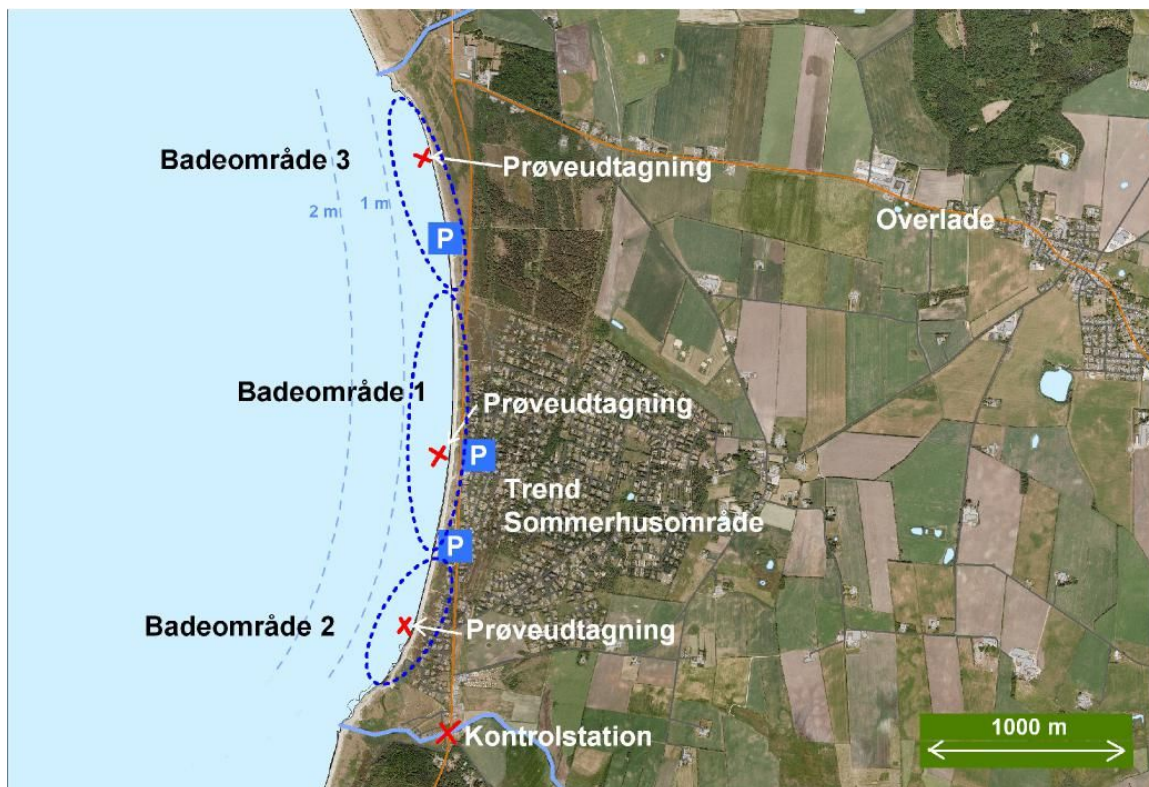 Badeområde 3
Prøveudtagning
2 m
1 m
Overlade
P
Badeområde 1
Prøveudtagning
P
Trend
Sommerhusområde
P
Badeområde 2
Prøveudtagning
Kontrolstation
1000 m